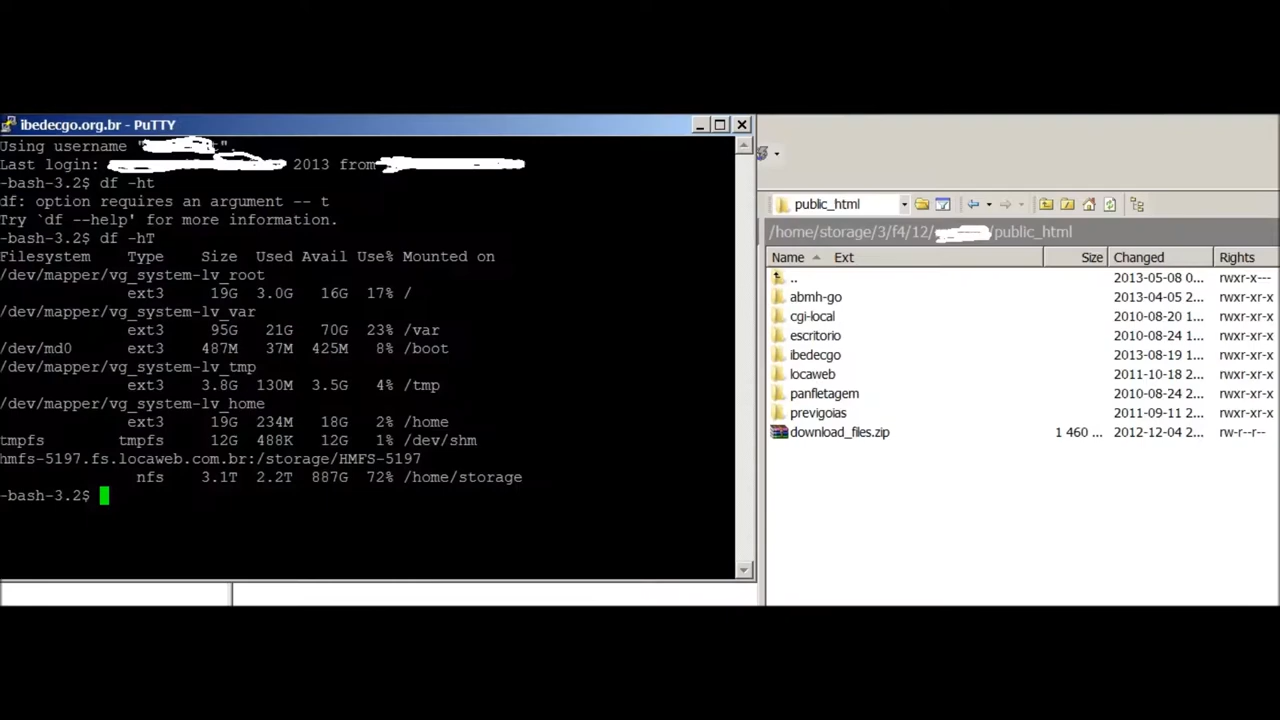 ibedecgo.org.br - PuTTY
Using username "
Last login: 2013 from
-bash-3.2$ df -ht
df: option requires an argument -- t
Try `df --help' for more information.
-bash-3.2$ df -hT
Filesystem Type Size Used Avail Use% Mounted on
/dev/mapper/vg_system-lv_root
ext3 19G 3.0G 16G 17% /
/dev/mapper/vg_system-lv_var
ext3 95G 21G 70G 23% /var
/dev/md0 ext3 487M 37M 425M 8% /boot
/dev/mapper/vg_system-lv_tmp
ext3 3.8G 130M 3.5G 4% /tmp
/dev/mapper/vg_system-lv_home
ext3 19G 234M 18G 2% /home
tmpfs tmpfs 12G 488K 12G 1% /dev/shm
hmfs-5197.fs.locaweb.com.br:/storage/HMFS-5197
nfs 3.1T 2.2T 887G 72% /home/storage
-bash-3.2$
public_html
/home/storage/3/f4/12/ /public_html
Name Ext Size Changed Rights
.. 2013-05-08 0... rwxr-x---
abmh-go 2013-04-05 2... rwxr-xr-x
cgi-local 2010-08-20 1... rwxr-xr-x
escritorio 2010-08-24 2... rwxr-xr-x
ibedecgo 2013-08-19 1... rwxr-xr-x
locaweb 2011-10-18 2... rwxr-xr-x
panfletagem 2010-08-24 2... rwxr-xr-x
previgoias 2011-09-11 2... rwxr-xr-x
download_files.zip 1 460 ... 2012-12-04 2... rw-r--r--